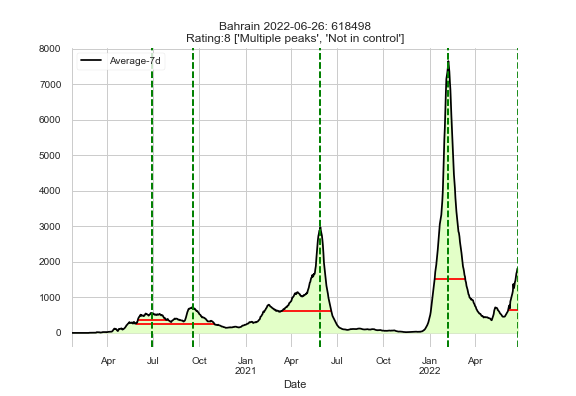 Bahrain 2022-06-26: 618498
Rating:8 ['Multiple peaks', 'Not in control']
Average-7d
8000
7000
6000
5000
4000
3000
2000
1000
0
Apr Jul Oct Jan Apr Jul Oct Jan Apr
2021 2022
Date